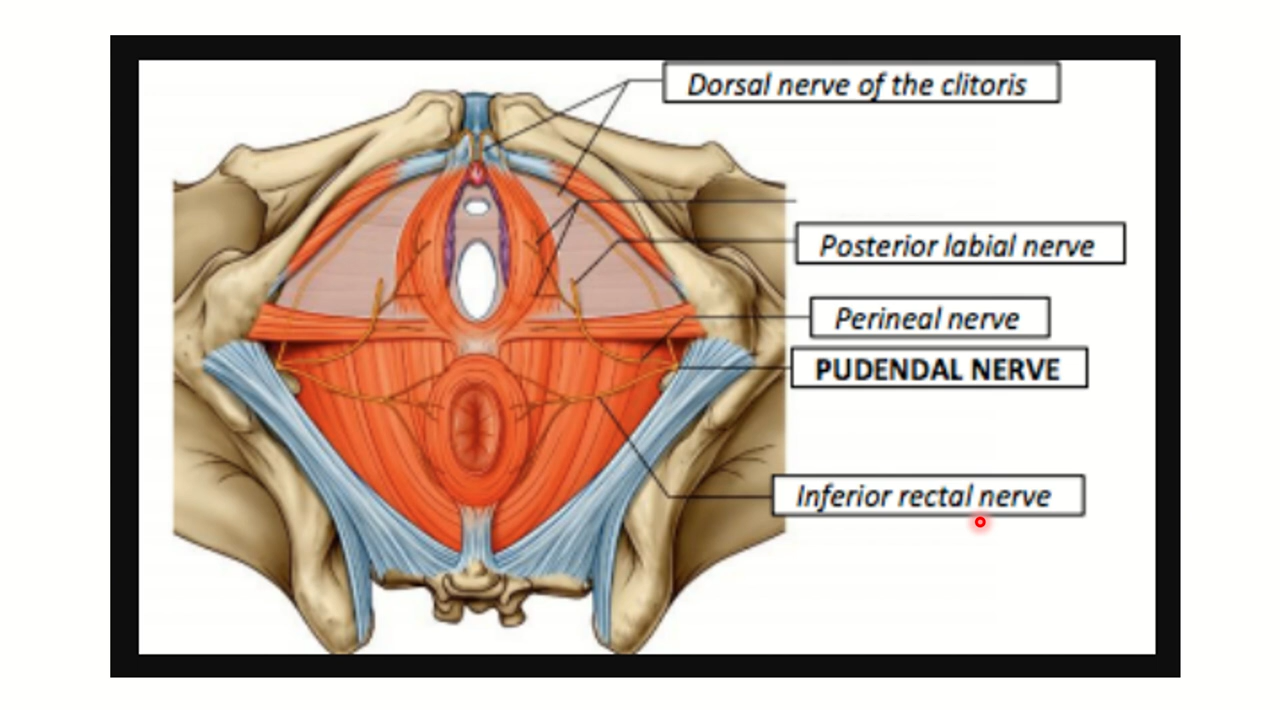 Dorsal nerve of the clitoris
Posterior labial nerve
Perineal nerve
PUDENDAL NERVE
Inferior rectal nerve